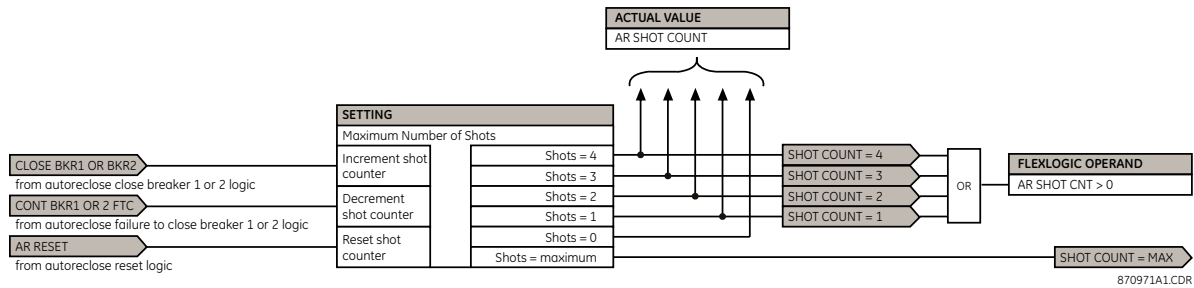 ACTUAL VALUE
AR SHOT COUNT
SETTING
Maximum Number of Shots
CLOSE BKR1 OR BKR2
from autoreclose close breaker 1 or 2 logic
CONT BKR1 OR 2 FTC
from autoreclose failure to close breaker 1 or 2 logic
AR RESET
from autoreclose reset logic
Increment shot
counter
Decrement
shot counter
Reset shot
counter
Shots = 4
Shots = 3
Shots = 2
Shots = 1
Shots = 0
Shots = maximum
SHOT COUNT = 4
SHOT COUNT = 3
SHOT COUNT = 2
SHOT COUNT = 1
OR
FLEXLOGIC OPERAND
AR SHOT CNT > 0
SHOT COUNT = MAX
870971A1.CDR